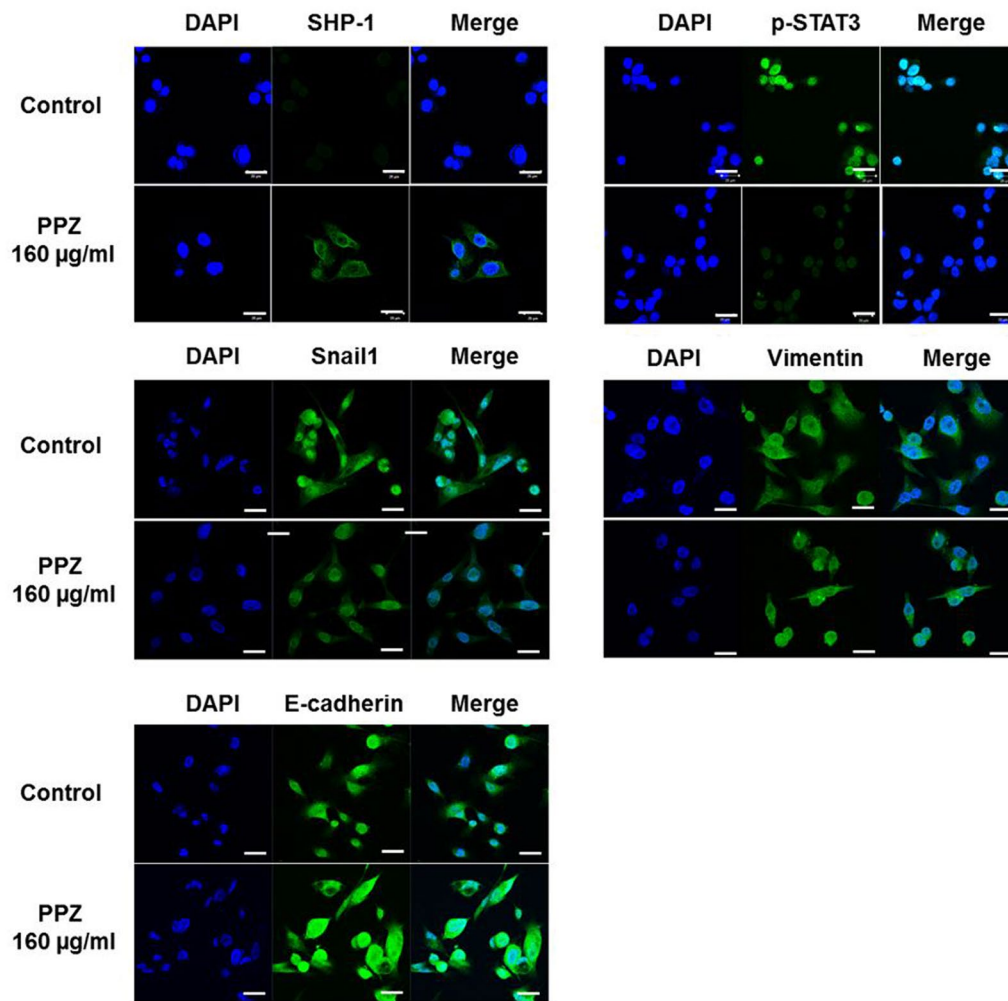 DAPI SHP-1 Merge
DAPI p-STAT3 Merge
Control
PPZ
160 µg/ml
DAPI Snail1 Merge
DAPI Vimentin Merge
Control
PPZ
160 µg/ml
DAPI E-cadherin Merge
Control
PPZ
160 µg/ml